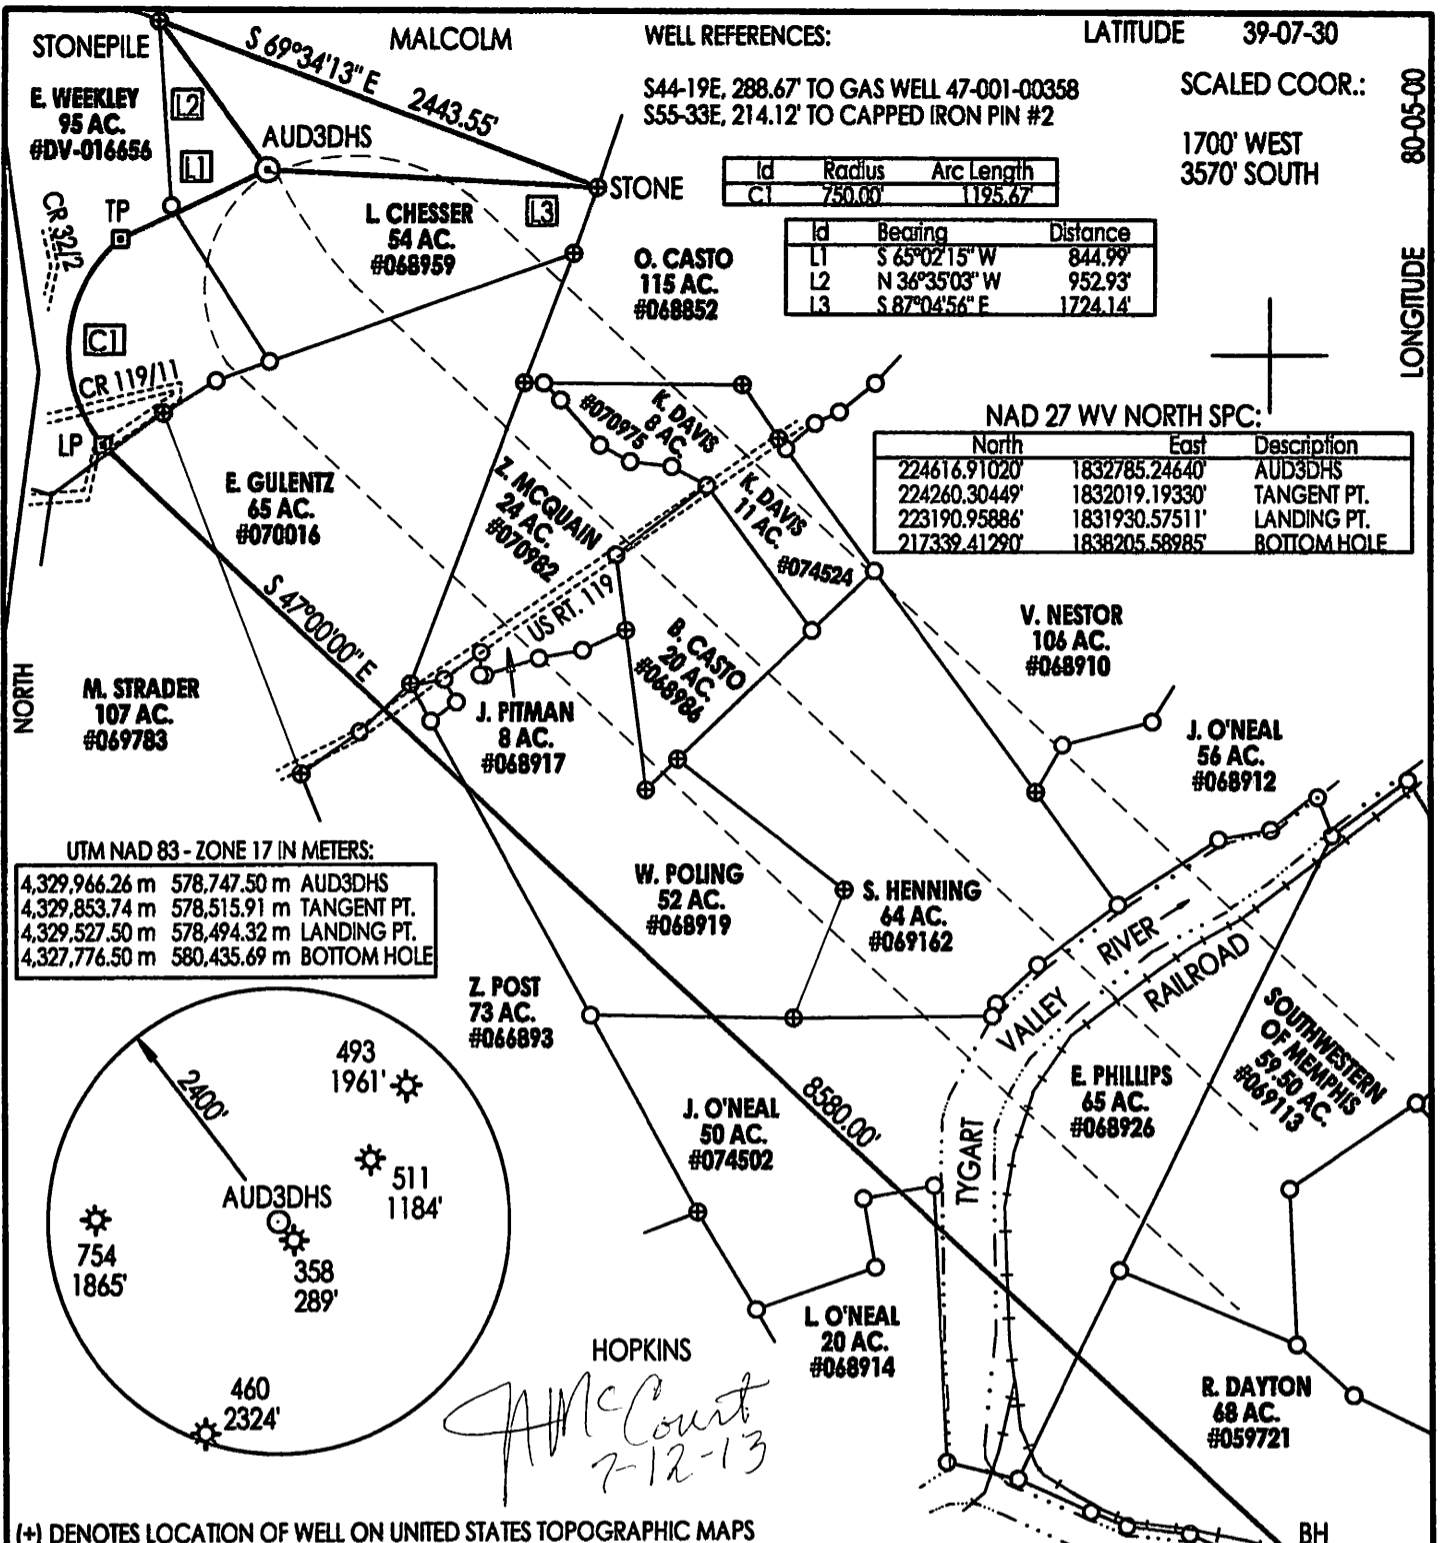 STONEPILE
MALCOLM
WELL REFERENCES:
LATITUDE 39-07-30
S 69°34'13" E 2443.55'
E. WEEKLEY
95 AC.
#DV-016656
L2
L1
AUD3DHS
S44-19E, 288.67' TO GAS WELL 47-001-00358
S55-33E, 214.12' TO CAPPED IRON PIN #2
SCALED COOR.:
1700' WEST
3570' SOUTH
LONGITUDE 80-05-00
Id Radius Arc Length
C1 750.00' 1195.67'
STONE
L3
TP
CR 32/2
L. CHESSER
54 AC.
#068959
O. CASTO
115 AC.
#068852
Id Bearing Distance
L1 S 65°02'15" W 844.99'
L2 N 36°35'03" W 952.93'
L3 S 87°04'56" E 1724.14'
C1
CR 119/11
LP
K. DAVIS
8 AC.
#070975
NAD 27 WV NORTH SPC:
North East Description
224616.91020' 1832785.24640' AUD3DHS
224260.30449' 1832019.19330' TANGENT PT.
223190.95886' 1831930.57511' LANDING PT.
217339.41290' 1838205.58985' BOTTOM HOLE
E. GULENTZ
65 AC.
#070016
Z. MCQUAIN
24 AC.
#070982
K. DAVIS
11 AC.
#074524
US RT. 119
S 47°00'00" E
B. CASTO
20 AC.
#068986
V. NESTOR
106 AC.
#068910
NORTH
M. STRADER
107 AC.
#069783
J. PITMAN
8 AC.
#068917
J. O'NEAL
56 AC.
#068912
UTM NAD 83 - ZONE 17 IN METERS:
4,329,966.26 m 578,747.50 m AUD3DHS
4,329,853.74 m 578,515.91 m TANGENT PT.
4,329,527.50 m 578,494.32 m LANDING PT.
4,327,776.50 m 580,435.69 m BOTTOM HOLE
W. POLING
52 AC.
#068919
S. HENNING
64 AC.
#069162
TYGART VALLEY RIVER
RAILROAD
Z. POST
73 AC.
#066893
SOUTHWESTERN
OF MEMPHIS
59.50 AC.
#069113
2400'
493
1961'
511
1184'
AUD3DHS
754
1865'
358
289'
460
2324'
8580.00'
J. O'NEAL
50 AC.
#074502
E. PHILLIPS
65 AC.
#068926
L. O'NEAL
20 AC.
#068914
HOPKINS
R. DAYTON
68 AC.
#059721
JA McCourt
7-12-13
BH
(+) DENOTES LOCATION OF WELL ON UNITED STATES TOPOGRAPHIC MAPS